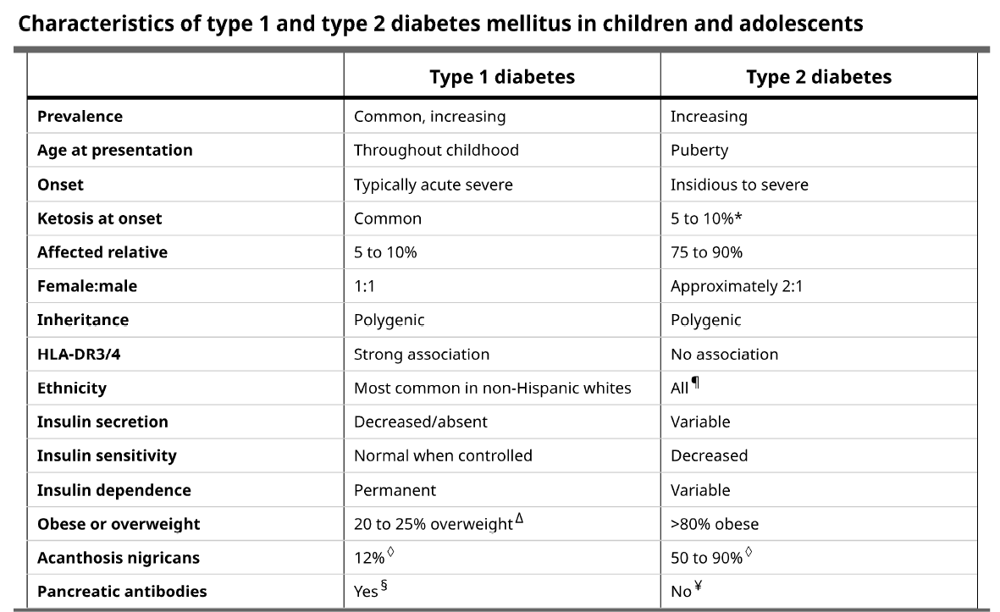 Characteristics of type 1 and type 2 diabetes mellitus in children and adolescents
Type 1 diabetes Type 2 diabetes
Prevalence Common, increasing Increasing
Age at presentation Throughout childhood Puberty
Onset Typically acute severe Insidious to severe
Ketosis at onset Common 5 to 10%*
Affected relative 5 to 10% 75 to 90%
Female:male 1:1 Approximately 2:1
Inheritance Polygenic Polygenic
HLA-DR3/4 Strong association No association
Ethnicity Most common in non-Hispanic whites All¶
Insulin secretion Decreased/absent Variable
Insulin sensitivity Normal when controlled Decreased
Insulin dependence Permanent Variable
Obese or overweight 20 to 25% overweightΔ >80% obese
Acanthosis nigricans 12%◊ 50 to 90%◊
Pancreatic antibodies Yes§ No¥